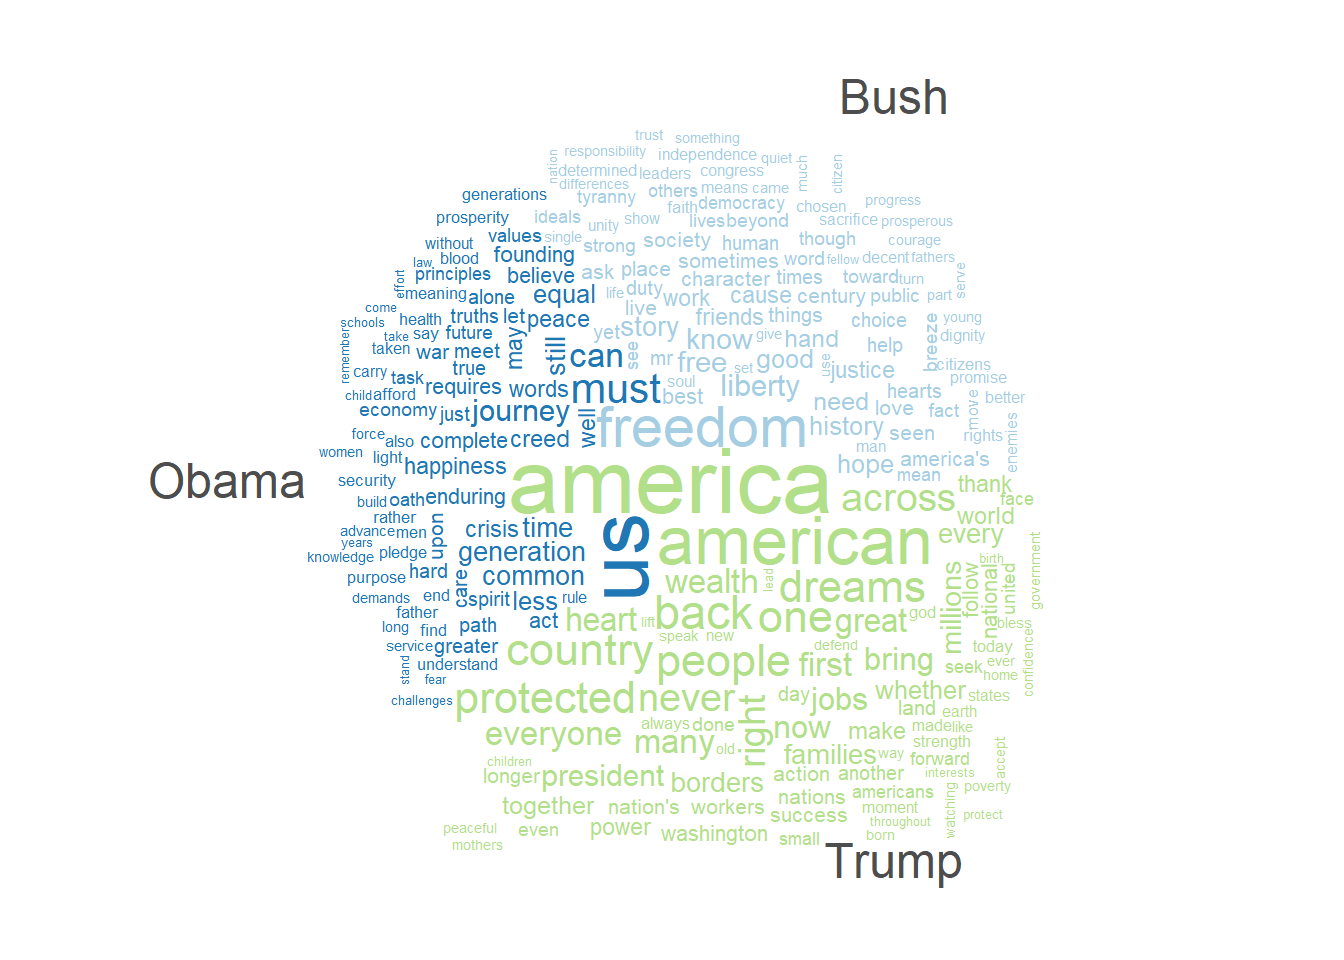 Bush
trust something
responsibility independence quiet
nation determined leaders congress much citizen
differences others means came
generations tyranny faith democracy chosen progress
prosperity ideals unity show lives beyond sacrifice prosperous
without values single strong society human though courage
law blood founding ask place sometimes word fellow decent fathers
effort principles believe life duty character times toward turn serve
meaning alone equal live work cause century public part
come truths let peace yet story friends things choice young
schools health say future may still see know give hand breeze dignity
remember take taken war meet true can mr free set good use help justice citizens
carry task requires words must soul best liberty hearts promise
child afford economy just journey well freedom need love fact move better
force also complete creed history seen rights enemies
women light happiness america man hope america's mean
Obama
security across thank
build oath enduring us american world face
rather upon crisis time every
advance men years generation birth government
knowledge pledge hard common wealth lead dreams millions follow national united
purpose care spirit less rule
demands end back one great god bless
father path act heart lift
long find speak new defend today
service greater country people first bring seek ever
stand understand fear whether home confidence
challenges protected never day jobs states
land earth
everyone always done right now make made like
many old families way strength forward accept
children longer president borders action another interests
together nation's workers nations americans poverty
success moment watching protect
peaceful even power washington small throughout born
mothers
Trump